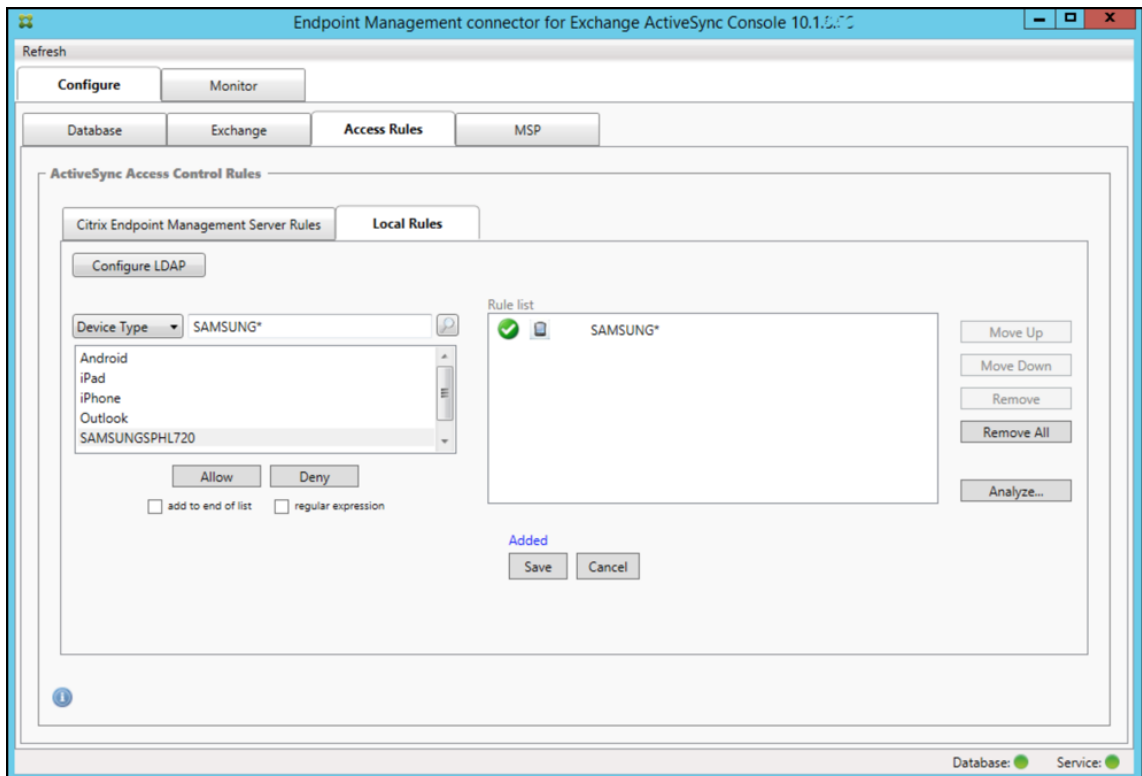 Endpoint Management connector for Exchange ActiveSync Console 10.1.
Refresh
Configure Monitor
Database Exchange Access Rules MSP
ActiveSync Access Control Rules
Citrix Endpoint Management Server Rules Local Rules
Configure LDAP
Rule list
Device Type SAMSUNG* SAMSUNG* Move Up
Android
iPad Move Down
iPhone Remove
Outlook
SAMSUNGSPHL720 Remove All
Allow Deny
Analyze...
add to end of list regular expression
Added
Save Cancel
Database: Service: